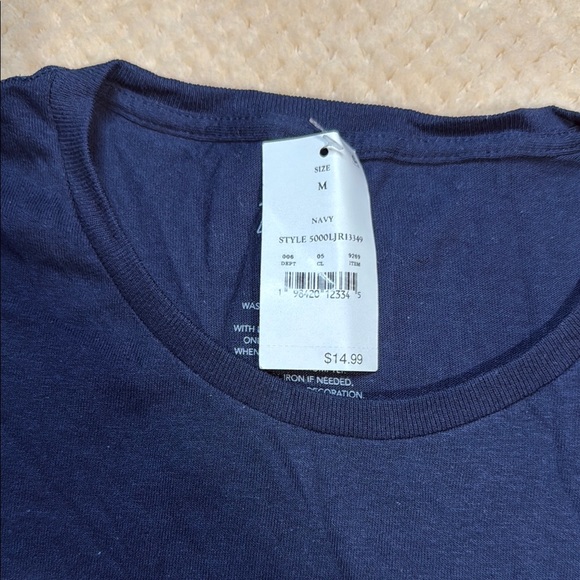 SIZE
M
NAVY
STYLE 5000LJR13349
006 05 9289
DEPT CL ITEM
1 98420 12334 5
$14.99
WAS
WITH L
ONL
WHEN
IRON IF NEEDED,
DECORATION.